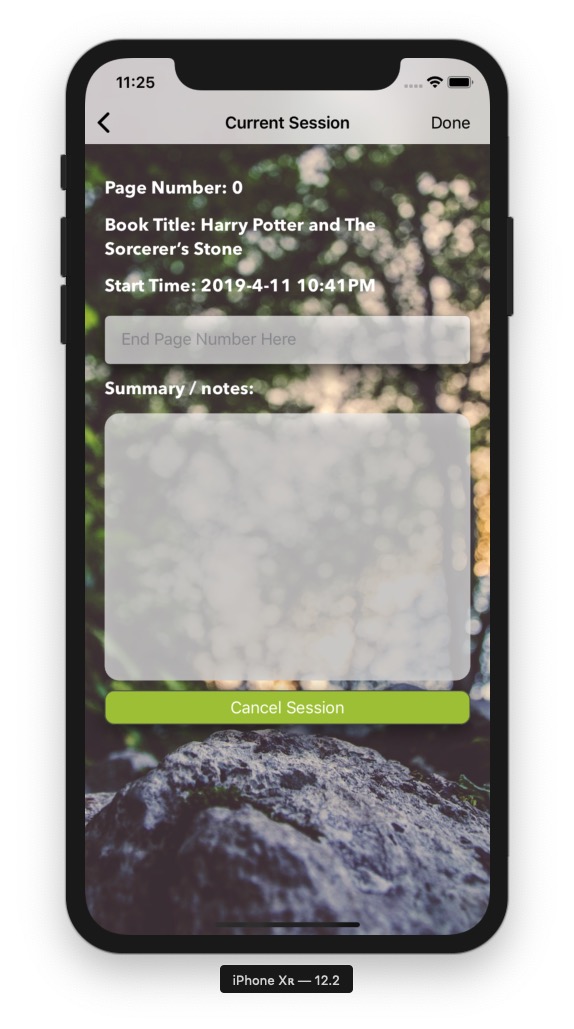 11:25
Current Session
Done
Page Number: 0
Book Title: Harry Potter and The
Sorcerer's Stone
Start Time: 2019-4-11 10:41PM
End Page Number Here
Summary / notes:
Cancel Session
iPhone Xʀ — 12.2